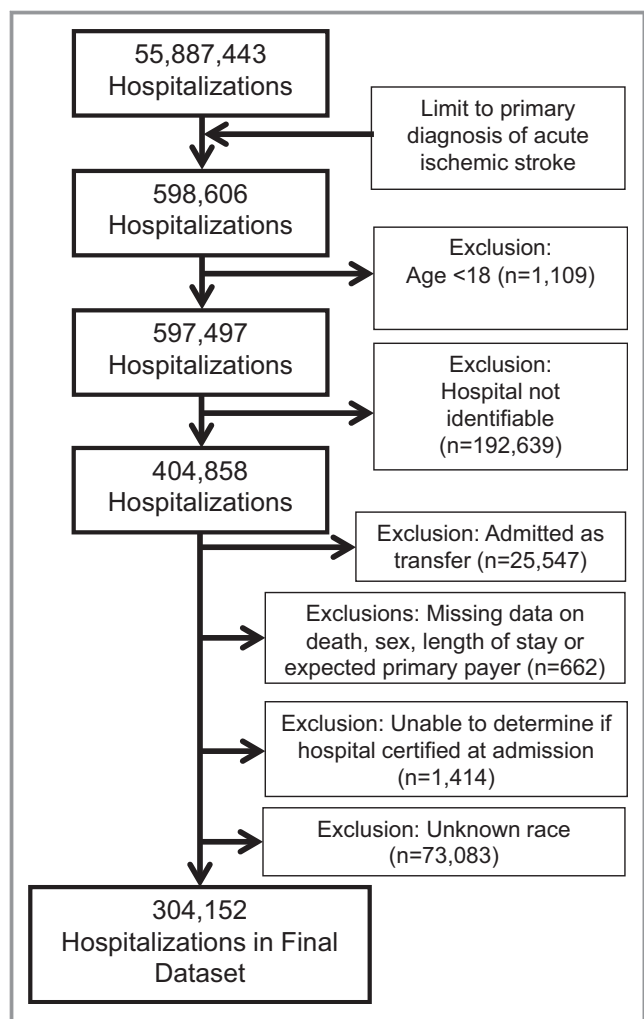 55,887,443
Hospitalizations
Limit to primary
diagnosis of acute
ischemic stroke
598,606
Hospitalizations
Exclusion:
Age <18 (n=1,109)
597,497
Hospitalizations
Exclusion:
Hospital not
identifiable
(n=192,639)
404,858
Hospitalizations
Exclusion: Admitted as
transfer (n=25,547)
Exclusions: Missing data on
death, sex, length of stay or
expected primary payer (n=662)
Exclusion: Unable to determine if
hospital certified at admission
(n=1,414)
Exclusion: Unknown race
(n=73,083)
304,152
Hospitalizations in Final
Dataset